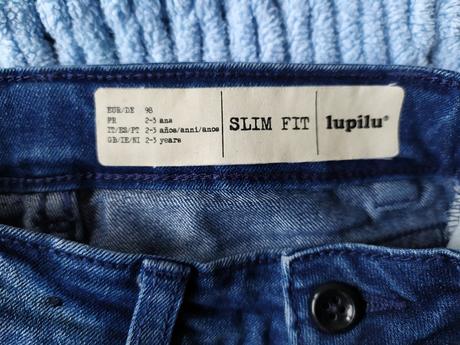 EUR/DE 98
FR 2-3 ans
IT/ES/PT 2-3 años/anni/anos
GB/IE/NI 2-3 years
SLIM FIT
lupilu®